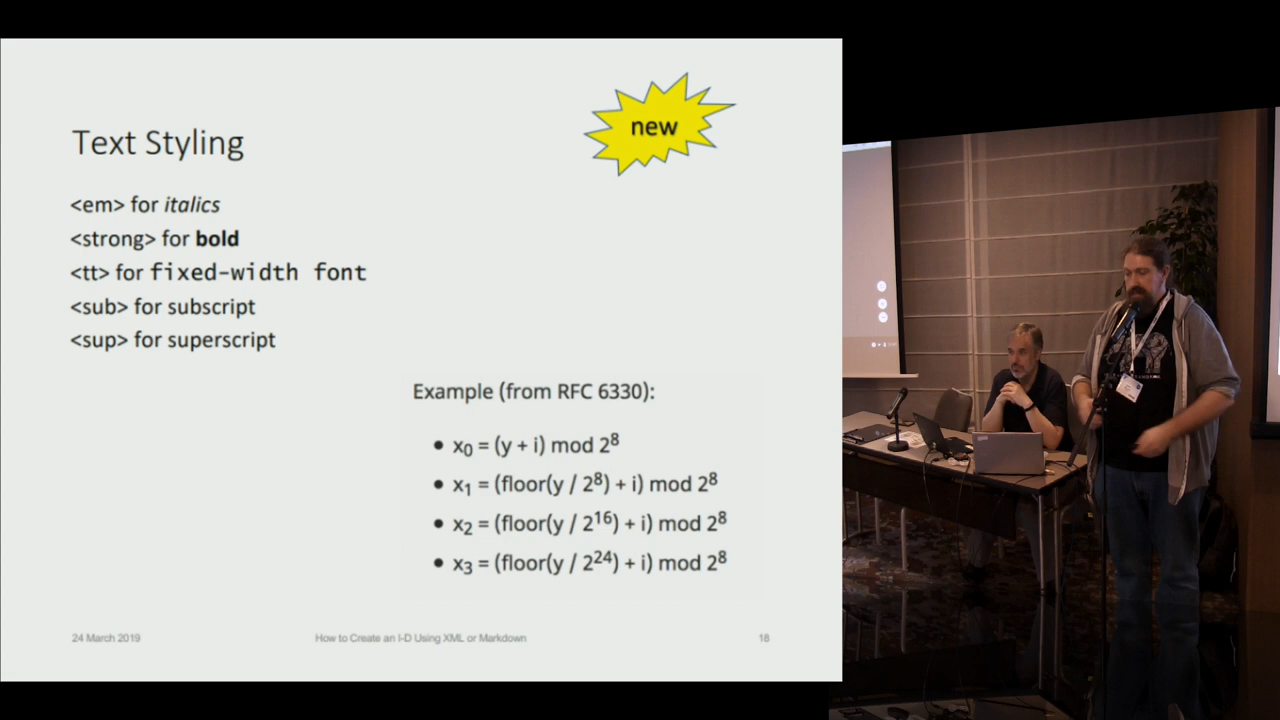 new
Text Styling
<em> for italics
<strong> for bold
<tt> for fixed-width font
<sub> for subscript
<sup> for superscript
Example (from RFC 6330):
• x₀ = (y + i) mod 2⁸
• x₁ = (floor(y / 2⁸) + i) mod 2⁸
• x₂ = (floor(y / 2¹⁶) + i) mod 2⁸
• x₃ = (floor(y / 2²⁴) + i) mod 2⁸
24 March 2019 How to Create an I-D Using XML or Markdown 18